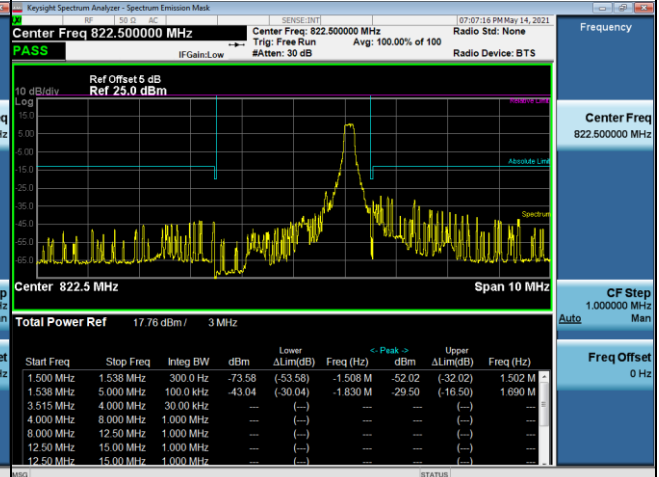 Keysight Spectrum Analyzer - Spectrum Emission Mask
RF 50 Ω AC SENSE:INT 07:07:16 PM May 14, 2021
Center Freq 822.500000 MHz
Center Freq: 822.500000 MHz Radio Std: None
Trig: Free Run Avg: 100.00% of 100
PASS IFGain:Low #Atten: 30 dB Radio Device: BTS
Frequency
Ref Offset 5 dB
10 dB/div Ref 25.0 dBm
Log
Relative Limit
15.0
5.00
-5.00
Absolute Limit
-15.0
-25.0
-35.0
Spectrum
-45.0
-55.0
-65.0
Center 822.5 MHz Span 10 MHz
Center Freq
822.500000 MHz
CF Step
1.000000 MHz
Auto Man
Freq Offset
0 Hz
Total Power Ref 17.76 dBm / 3 MHz
Lower <- Peak -> Upper
Start Freq Stop Freq Integ BW dBm ΔLim(dB) Freq (Hz) dBm ΔLim(dB) Freq (Hz)
1.500 MHz 1.538 MHz 300.0 Hz -73.58 (-53.58) -1.508 M -52.02 (-32.02) 1.502 M
1.538 MHz 5.000 MHz 100.0 kHz -43.04 (-30.04) -1.830 M -29.50 (-16.50) 1.690 M
3.515 MHz 4.000 MHz 30.00 kHz --- (---) --- --- (---) ---
4.000 MHz 8.000 MHz 1.000 MHz --- (---) --- --- (---) ---
8.000 MHz 12.50 MHz 1.000 MHz --- (---) --- --- (---) ---
12.50 MHz 15.00 MHz 1.000 MHz --- (---) --- --- (---) ---
12.50 MHz 15.00 MHz 1.000 MHz --- (---) --- --- (---) ---
MSG STATUS